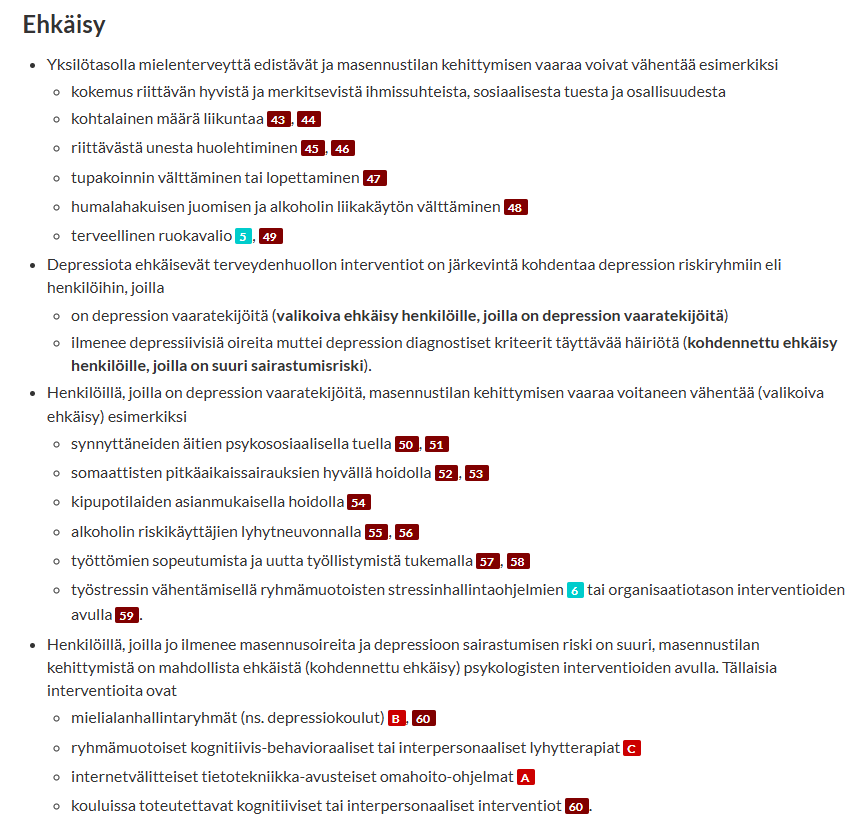 Ehkäisy
• Yksilötasolla mielenterveyttä edistävät ja masennustilan kehittymisen vaaraa voivat vähentää esimerkiksi
◦ kokemus riittävän hyvistä ja merkitsevistä ihmissuhteista, sosiaalisesta tuesta ja osallisuudesta
◦ kohtalainen määrä liikuntaa 43, 44
◦ riittävästä unesta huolehtiminen 45, 46
◦ tupakoinnin välttäminen tai lopettaminen 47
◦ humalahakuisen juomisen ja alkoholin liikakäytön välttäminen 48
◦ terveellinen ruokavalio 5, 49
• Depressiota ehkäisevät terveydenhuollon interventiot on järkevintä kohdentaa depression riskiryhmiin eli
henkilöihin, joilla
◦ on depression vaaratekijöitä (valikoiva ehkäisy henkilöille, joilla on depression vaaratekijöitä)
◦ ilmenee depressiivisiä oireita muttei depression diagnostiset kriteerit täyttävää häiriötä (kohdennettu ehkäisy
henkilöille, joilla on suuri sairastumisriski).
• Henkilöillä, joilla on depression vaaratekijöitä, masennustilan kehittymisen vaaraa voitaneen vähentää (valikoiva
ehkäisy) esimerkiksi
◦ synnyttäneiden äitien psykososiaalisella tuella 50, 51
◦ somaattisten pitkäaikaissairauksien hyvällä hoidolla 52, 53
◦ kipupotilaiden asianmukaisella hoidolla 54
◦ alkoholin riskikäyttäjien lyhytneuvonnalla 55, 56
◦ työttömien sopeutumista ja uutta työllistymistä tukemalla 57, 58
◦ työstressin vähentämisellä ryhmämuotoisten stressinhallintaohjelmien 6 tai organisaatiotason interventioiden
avulla 59.
• Henkilöillä, joilla jo ilmenee masennusoireita ja depressioon sairastumisen riski on suuri, masennustilan
kehittymistä on mahdollista ehkäistä (kohdennettu ehkäisy) psykologisten interventioiden avulla. Tällaisia
interventioita ovat
◦ mielialanhallintaryhmät (ns. depressiokoulut) B, 60
◦ ryhmämuotoiset kognitiivis-behavioraaliset tai interpersonaaliset lyhytterapiat C
◦ internetvälitteiset tietotekniikka-avusteiset omahoito-ohjelmat A
◦ kouluissa toteutettavat kognitiiviset tai interpersonaaliset interventiot 60.